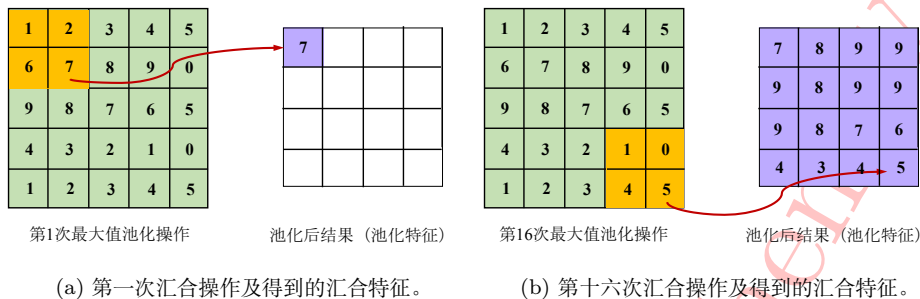 1 2 3 4 5
6 7 8 9 0
9 8 7 6 5
4 3 2 1 0
1 2 3 4 5
7
第1次最大值池化操作
池化后结果（池化特征）
(a) 第一次汇合操作及得到的汇合特征。
1 2 3 4 5
6 7 8 9 0
9 8 7 6 5
4 3 2 1 0
1 2 3 4 5
7 8 9 9
9 8 9 9
9 8 7 6
4 3 4 5
第16次最大值池化操作
池化后结果（池化特征）
(b) 第十六次汇合操作及得到的汇合特征。